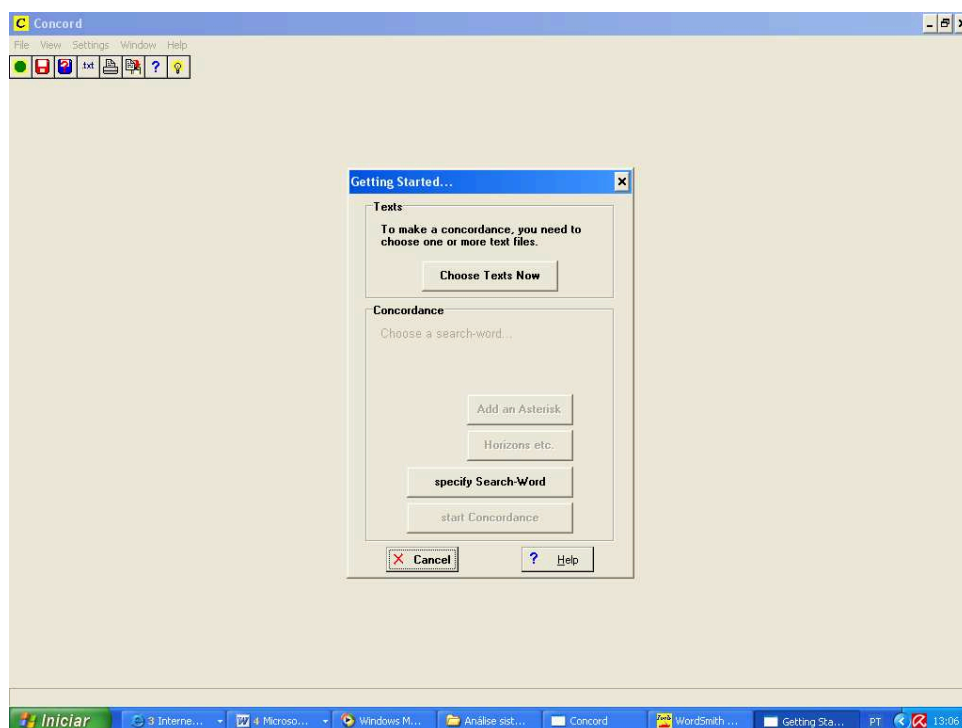 C Concord
File View Settings Window Help
.txt ?
Getting Started...
Texts
To make a concordance, you need to
choose one or more text files.
Choose Texts Now
Concordance
Choose a search-word...
Add an Asterisk
Horizons etc.
specify Search-Word
start Concordance
Cancel ? Help
Iniciar 3 Interne... 4 Microso... Windows M... Análise sist... Concord WordSmith ... Getting Sta... PT 13:06